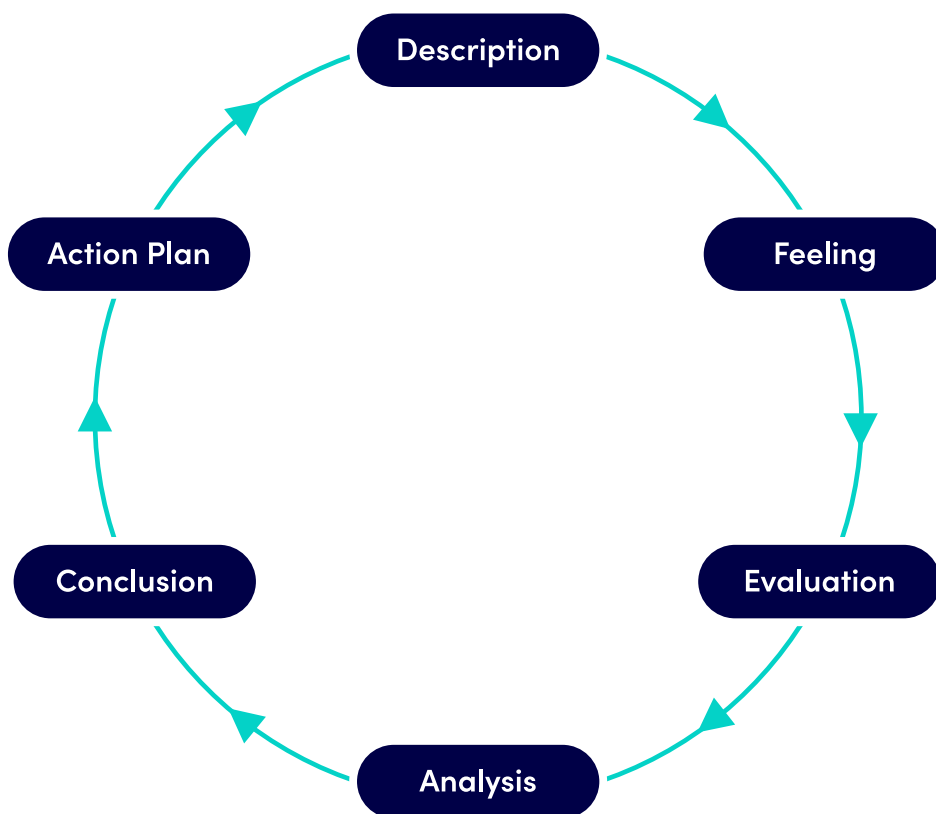 Description
Feeling
Evaluation
Analysis
Conclusion
Action Plan